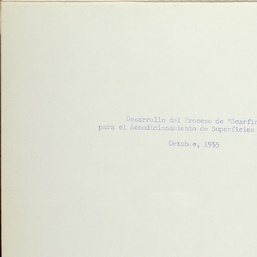 Desarrollo del Proceso de "Scarfi
para el Acondicionamiento de Superficies
Octubre, 1955